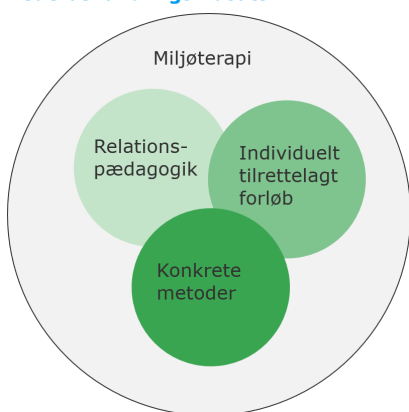 Miljøterapi
Relations-
pædagogik
Individuelt
tilrettelagt
forløb
Konkrete
metoder